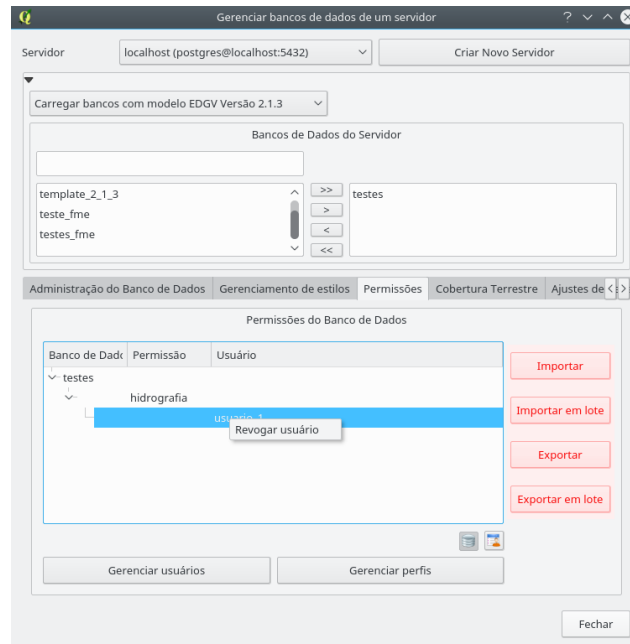 Gerenciar bancos de dados de um servidor
Servidor
localhost (postgres@localhost:5432)
Criar Novo Servidor
Carregar bancos com modelo EDGV Versão 2.1.3
Bancos de Dados do Servidor
template_2_1_3
teste_fme
testes_fme
>>
>
<
<<
testes
Administração do Banco de Dados
Gerenciamento de estilos
Permissões
Cobertura Terrestre
Ajustes de
Permissões do Banco de Dados
Banco de Dadc
Permissão
Usuário
testes
hidrografia
usuario_1
Revogar usuário
Importar
Importar em lote
Exportar
Exportar em lote
Gerenciar usuários
Gerenciar perfis
Fechar